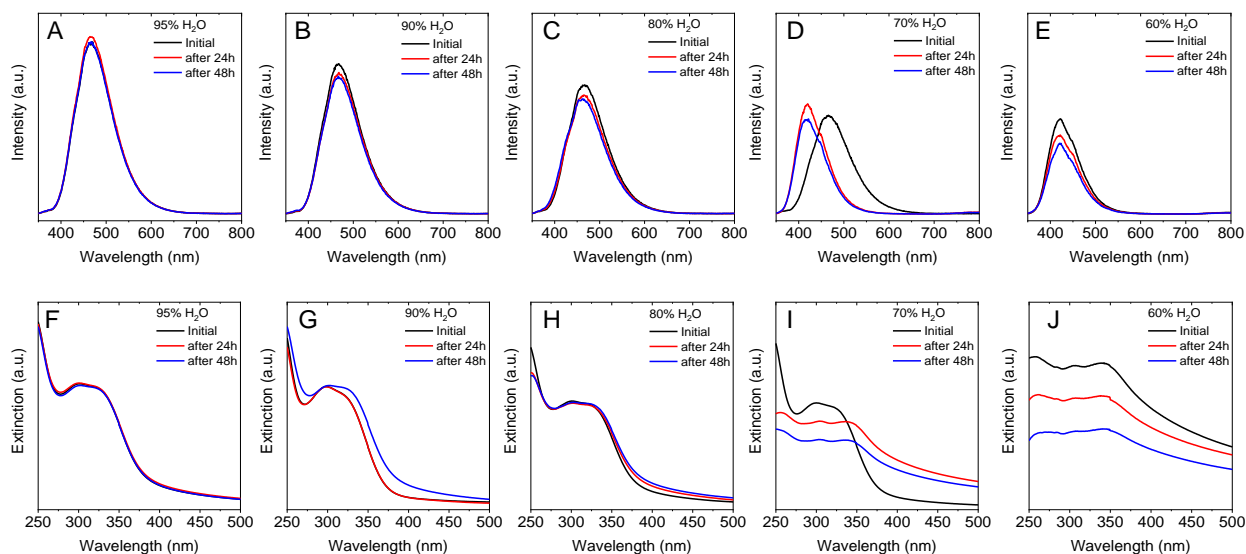 A
95% H₂O
Initial
after 24h
after 48h
Intensity (a.u.)
400 500 600 700 800
Wavelength (nm)
B
90% H₂O
Initial
after 24h
after 48h
Intensity (a.u.)
400 500 600 700 800
Wavelength (nm)
C
80% H₂O
Initial
after 24h
after 48h
Intensity (a.u.)
400 500 600 700 800
Wavelength (nm)
D
70% H₂O
Initial
after 24h
after 48h
Intensity (a.u.)
400 500 600 700 800
Wavelength (nm)
E
60% H₂O
Initial
after 24h
after 48h
Intensity (a.u.)
400 500 600 700 800
Wavelength (nm)
F
95% H₂O
Initial
after 24h
after 48h
Extinction (a.u.)
250 300 350 400 450 500
Wavelength (nm)
G
90% H₂O
Initial
after 24h
after 48h
Extinction (a.u.)
250 300 350 400 450 500
Wavelength (nm)
H
80% H₂O
Initial
after 24h
after 48h
Extinction (a.u.)
250 300 350 400 450 500
Wavelength (nm)
I
70% H₂O
Initial
after 24h
after 48h
Extinction (a.u.)
250 300 350 400 450 500
Wavelength (nm)
J
60% H₂O
Initial
after 24h
after 48h
Extinction (a.u.)
250 300 350 400 450 500
Wavelength (nm)